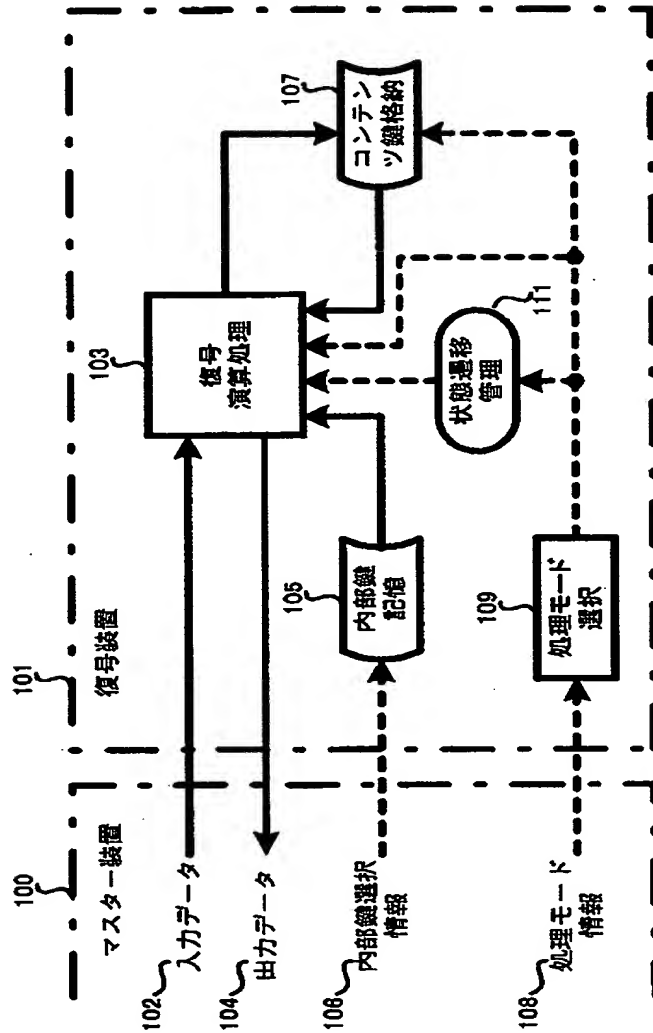 100
マスター装置
102
入力データ
104
出力データ
106
内部鍵選択
情報
108
処理モード
情報
101
復号装置
103
復号
演算処理
105
内部鍵
記憶
107
コンテン
ツ鍵格納
109
処理モード
選択
111
状態遷移
管理